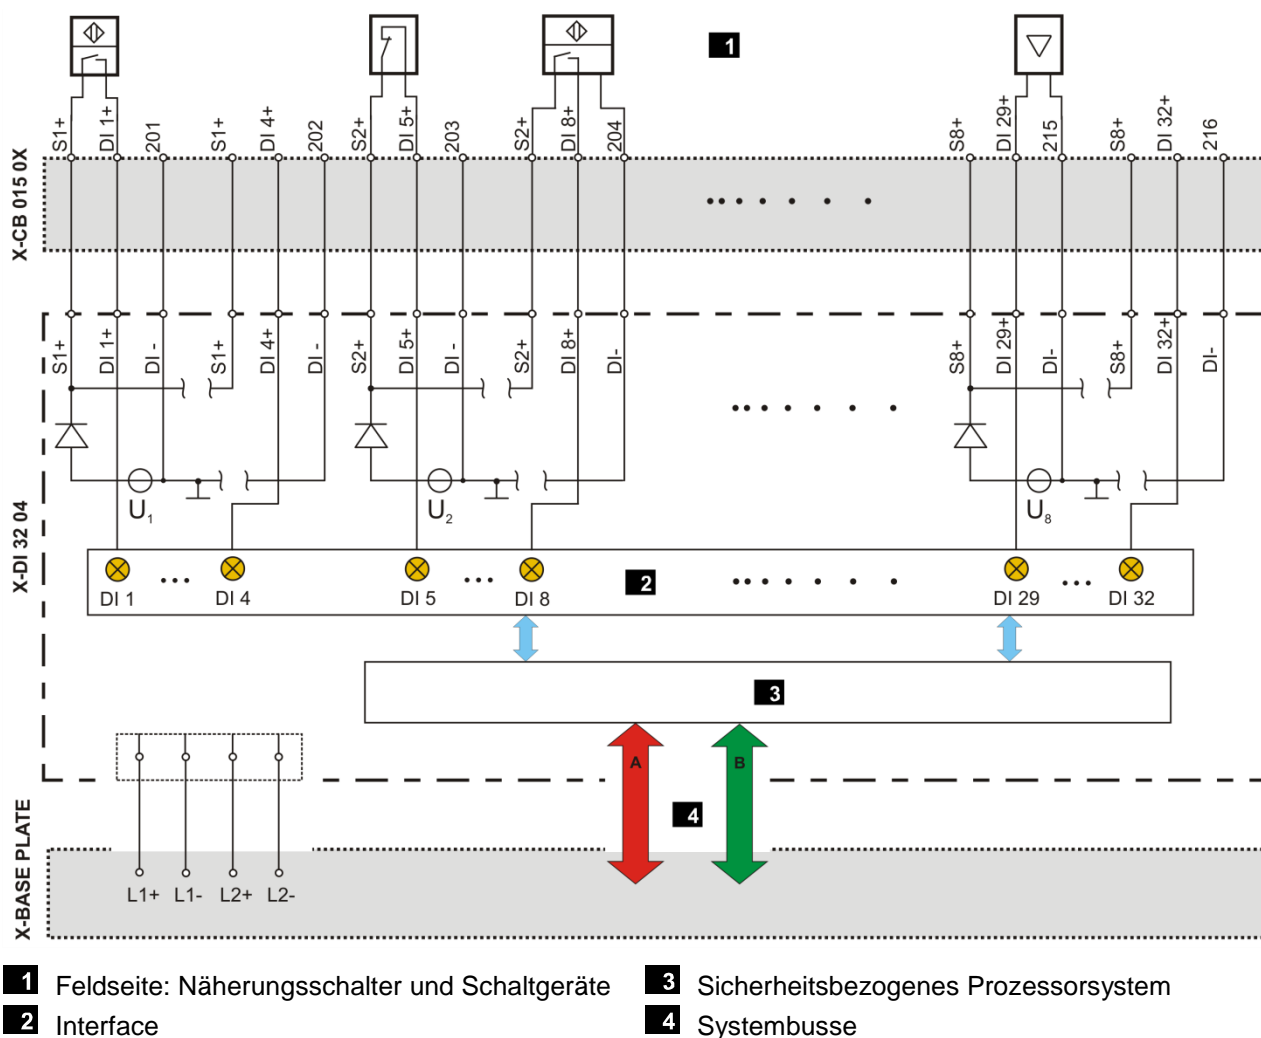 1
S1+ DI 1+ 201 S1+ DI 4+ 202 S2+ DI 5+ 203 S2+ DI 8+ 204 S8+ DI 29+ 215 S8+ DI 32+ 216
X-CB 015 0X
S1+ DI 1+ DI - S1+ DI 4+ DI - S2+ DI 5+ DI - S2+ DI 8+ DI- S8+ DI 29+ DI- S8+ DI 32+ DI-
U1 U2 U8
X-DI 32 04
DI 1 ... DI 4 DI 5 ... DI 8 2 DI 29 ... DI 32
3
A B
4
X-BASE PLATE
L1+ L1- L2+ L2-
1 Feldseite: Näherungsschalter und Schaltgeräte
2 Interface
3 Sicherheitsbezogenes Prozessorsystem
4 Systembusse